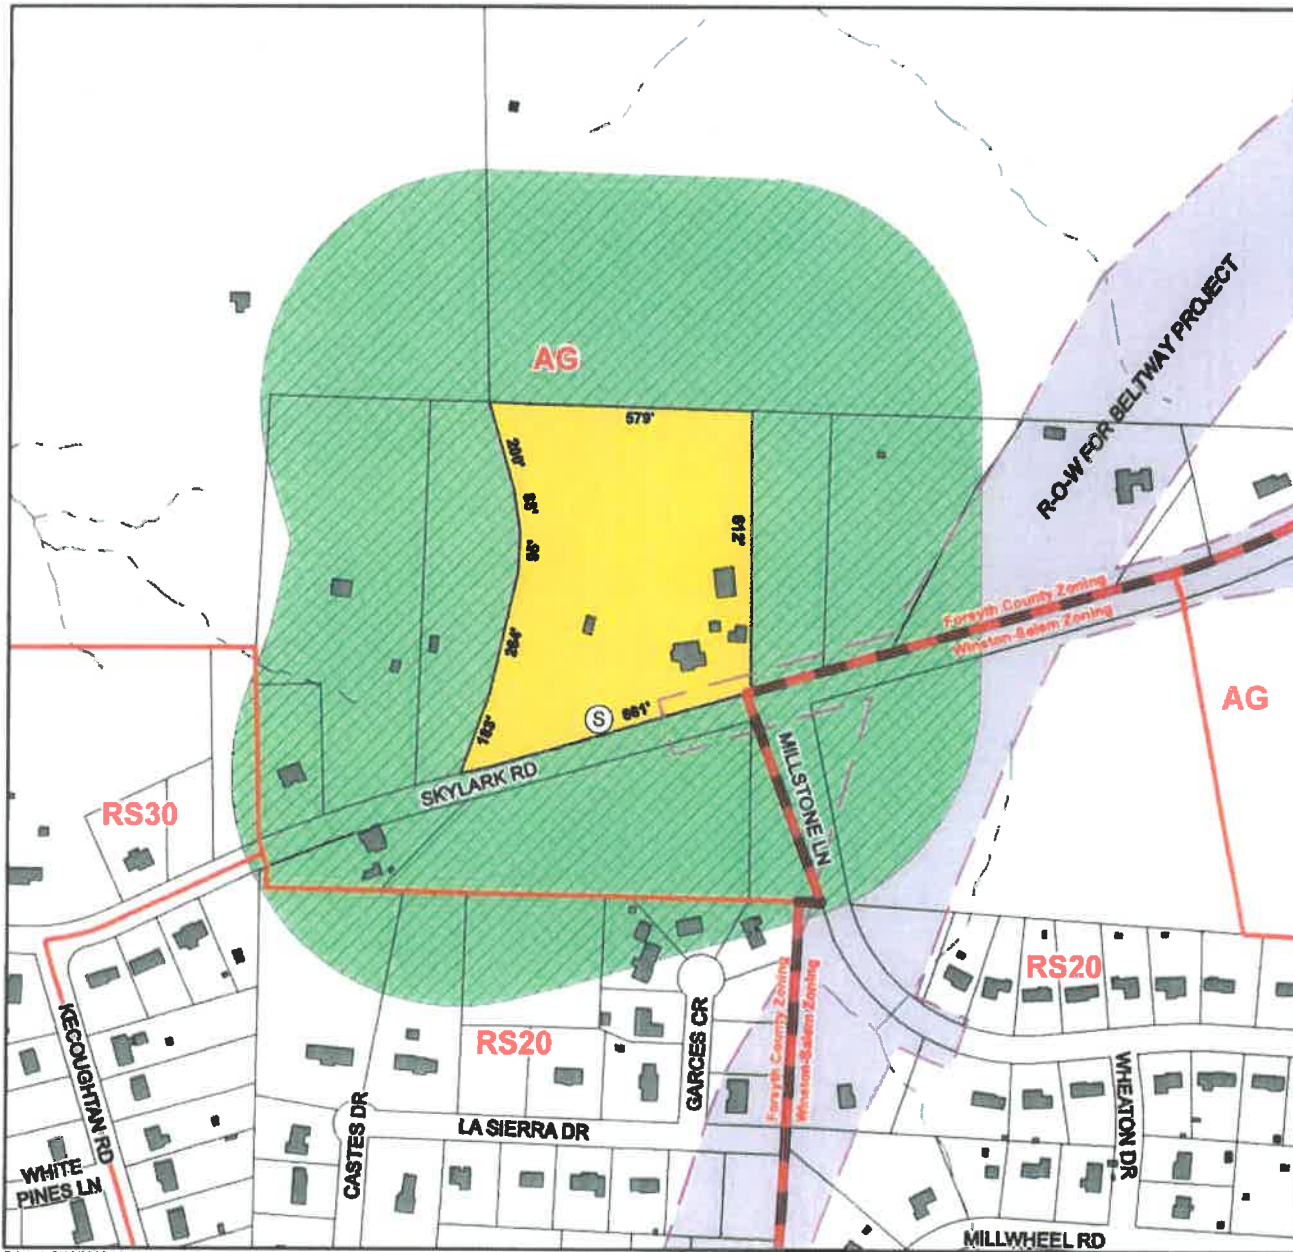 AG
579'
200'
85'
95'
612'
264'
183'
661'
S
SKYLARK RD
MILLSTONE LN
R-O-W FOR BELTWAY PROJECT
Forsyth County Zoning
Winston-Salem Zoning
AG
RS30
RS20
RS20
KECOUGHTAN RD
WHITE
PINES LN
CASTES DR
LA SIERRA DR
GARCES CR
Forsyth County Zoning
Winston-Salem Zoning
WHEATON DR
MILLWHEEL RD